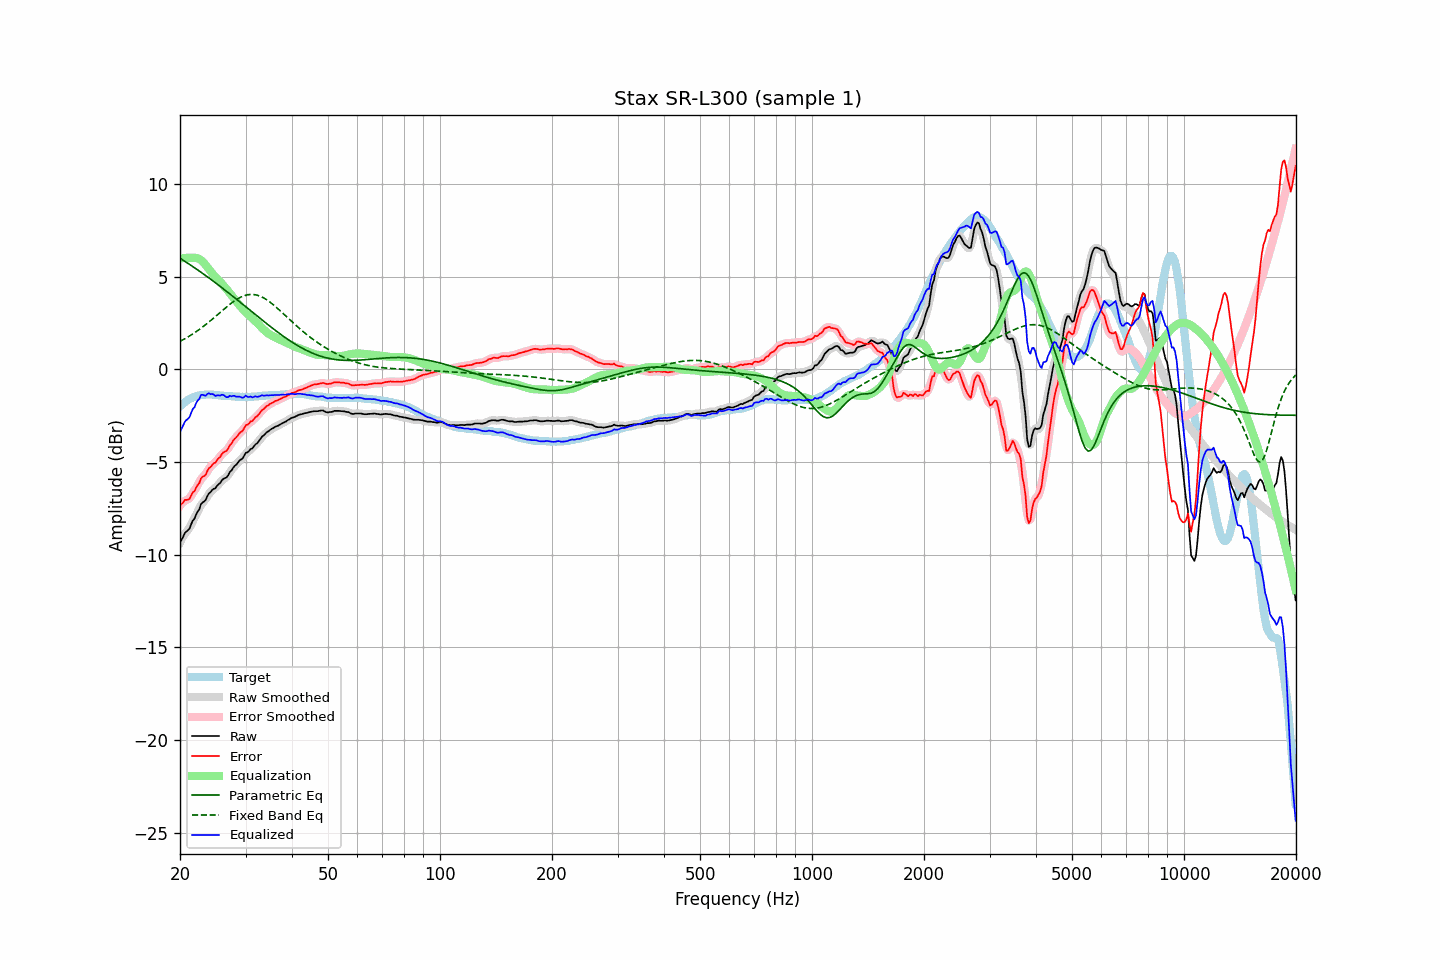 Stax SR-L300 (sample 1)
Amplitude (dBr)
10
5
0
−5
−10
−15
−20
−25
Target
Raw Smoothed
Error Smoothed
Raw
Error
Equalization
Parametric Eq
Fixed Band Eq
Equalized
20 50 100 200 500 1000 2000 5000 10000 20000
Frequency (Hz)